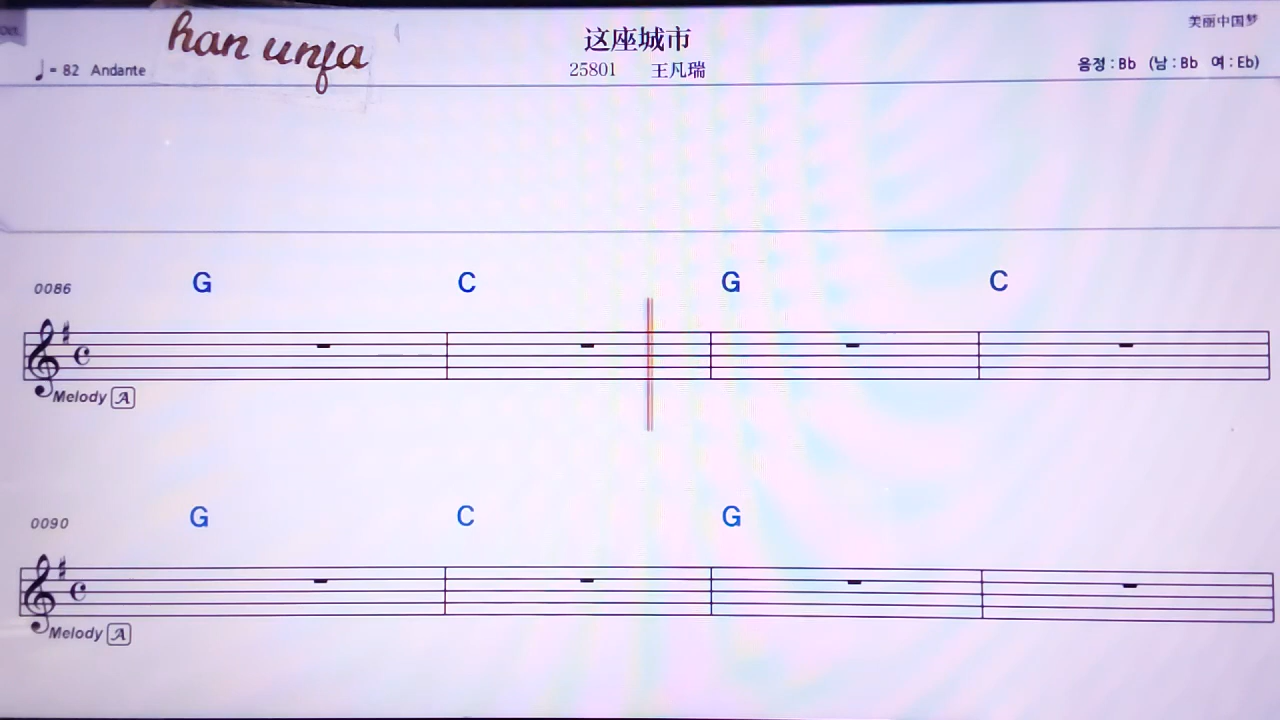 han unfa
这座城市
美丽中国梦
♩= 82 Andante
25801 王凡瑞
음정 : Bb (남 : Bb 여 : Eb)
0086 G C G C
Melody A
0090 G C G
Melody A